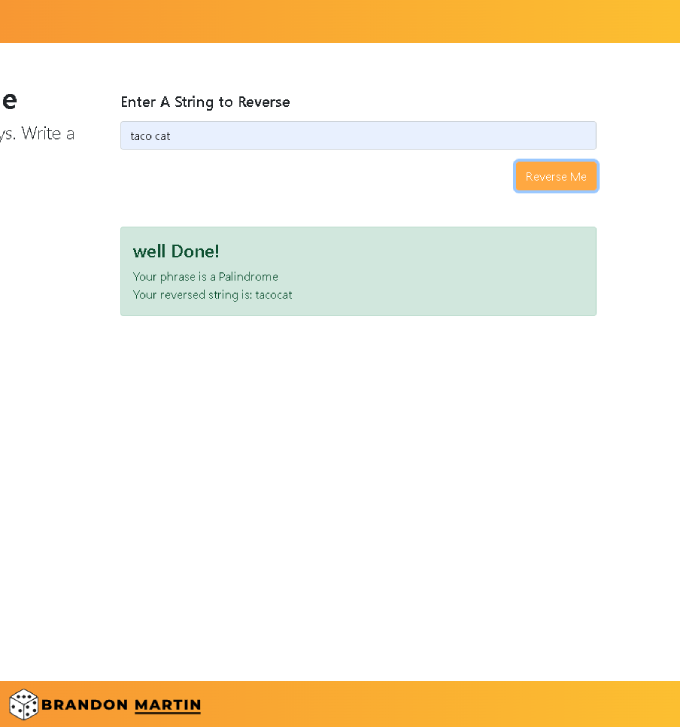 e
ys. Write a
Enter A String to Reverse
taco cat
Reverse Me
well Done!
Your phrase is a Palindrome
Your reversed string is: tacocat
BRANDON MARTIN